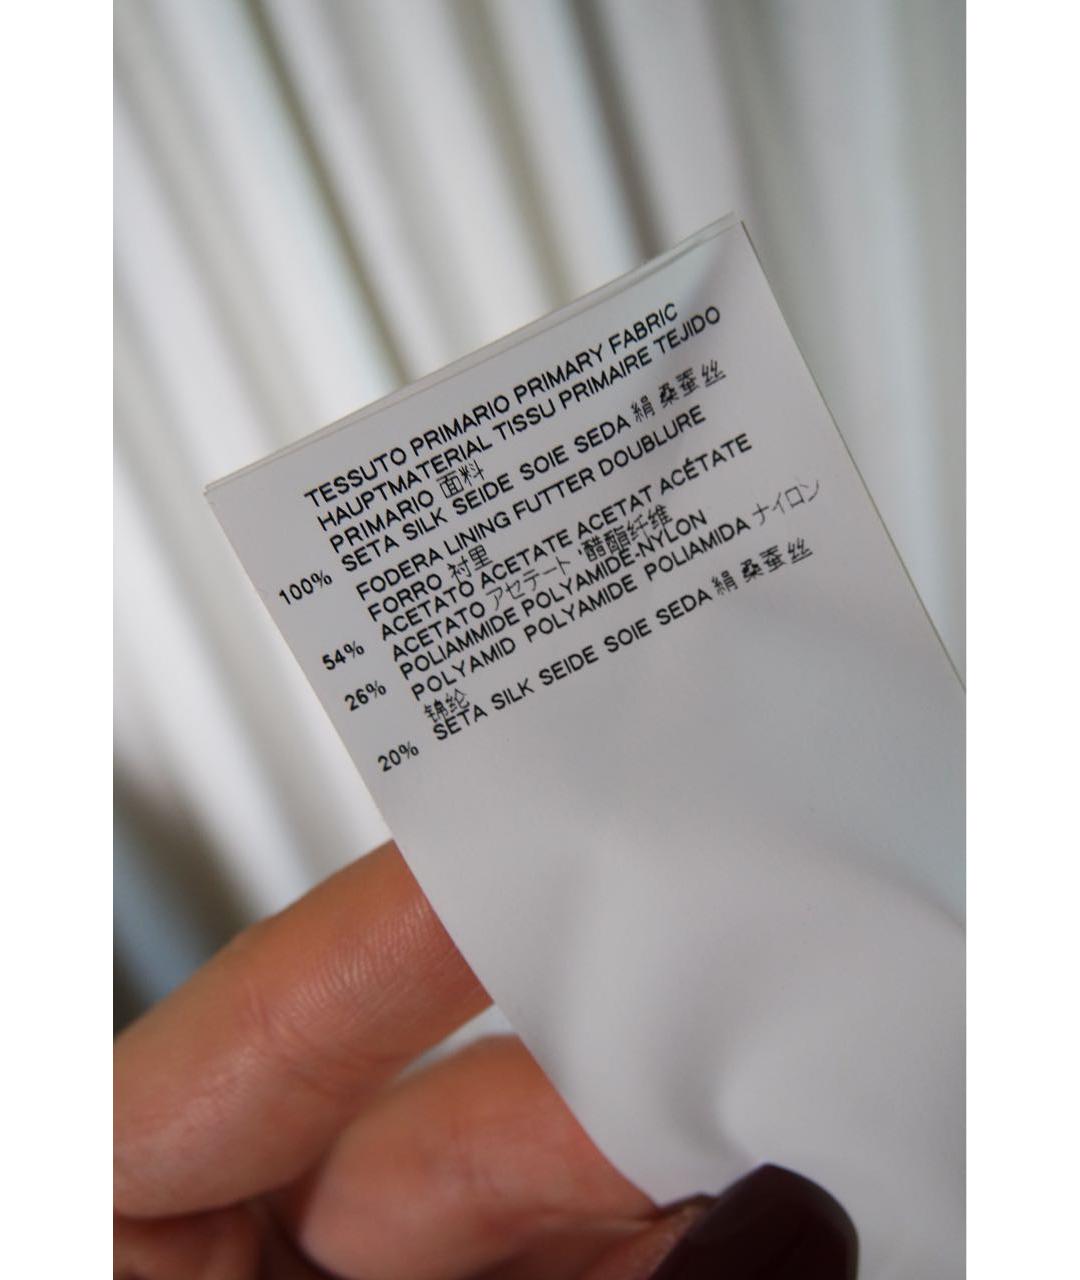 TESSUTO PRIMARIO PRIMARY FABRIC
HAUPTMATERIAL TISSU PRIMAIRE TEJIDO
PRIMARIO 面料
100% SETA SILK SEIDE SOIE SEDA 絹 桑蚕丝
FODERA LINING FUTTER DOUBLURE
FORRO 衬里
54% ACETATO ACETATE ACETAT ACÉTATE
ACETATO アセテート ,醋酯纤维
26% POLIAMMIDE POLYAMIDE-NYLON
POLYAMID POLYAMIDE POLIAMIDA ナイロン
锦纶
20% SETA SILK SEIDE SOIE SEDA 絹 桑蚕丝